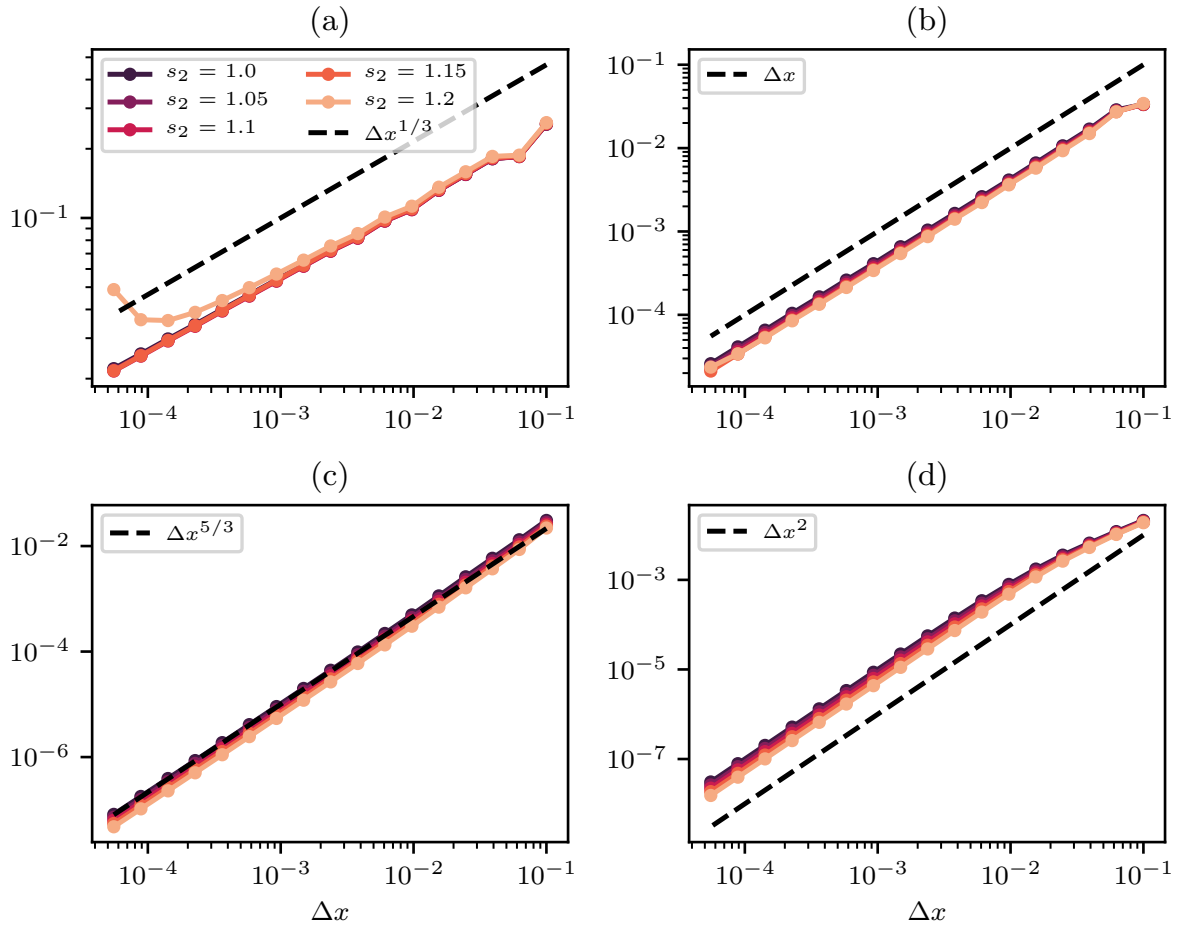 (a)
s₂ = 1.0
s₂ = 1.05
s₂ = 1.1
s₂ = 1.15
s₂ = 1.2
Δx^{1/3}
10⁻¹
10⁻⁴ 10⁻³ 10⁻² 10⁻¹
(b)
Δx
10⁻¹
10⁻²
10⁻³
10⁻⁴
10⁻⁴ 10⁻³ 10⁻² 10⁻¹
(c)
Δx^{5/3}
10⁻²
10⁻⁴
10⁻⁶
10⁻⁴ 10⁻³ 10⁻² 10⁻¹
Δx
(d)
Δx²
10⁻³
10⁻⁵
10⁻⁷
10⁻⁴ 10⁻³ 10⁻² 10⁻¹
Δx